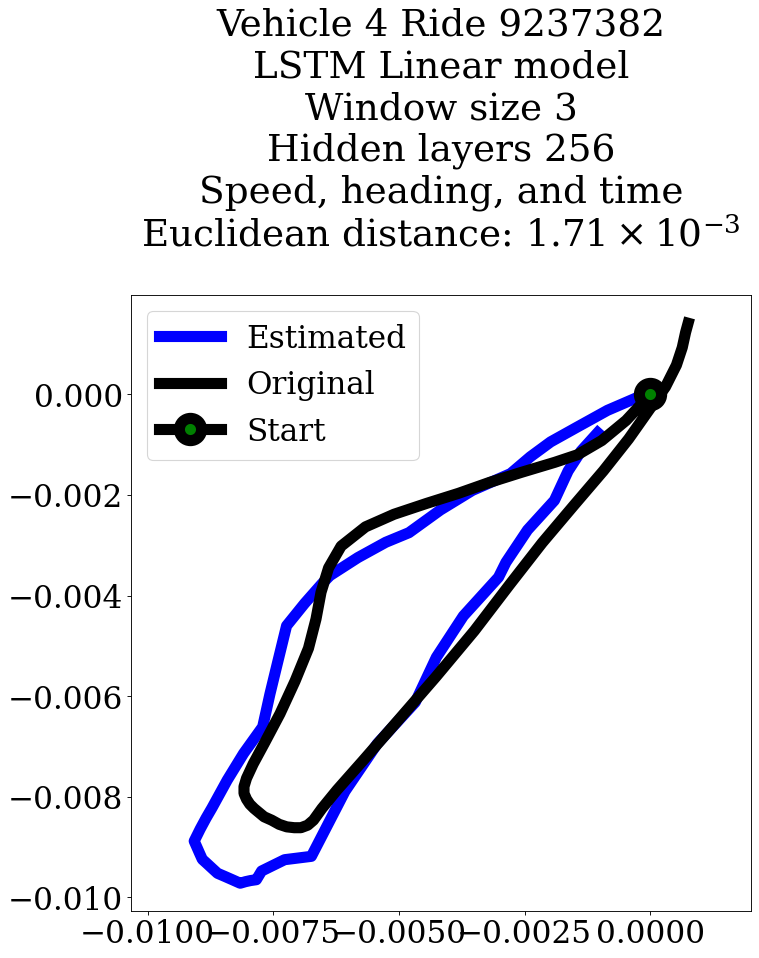 Vehicle 4 Ride 9237382
LSTM Linear model
Window size 3
Hidden layers 256
Speed, heading, and time
Euclidean distance: 1.71 × 10⁻³
Estimated
Original
Start
0.000
−0.002
−0.004
−0.006
−0.008
−0.010
−0.0100 −0.0075 −0.0050 −0.0025 0.0000